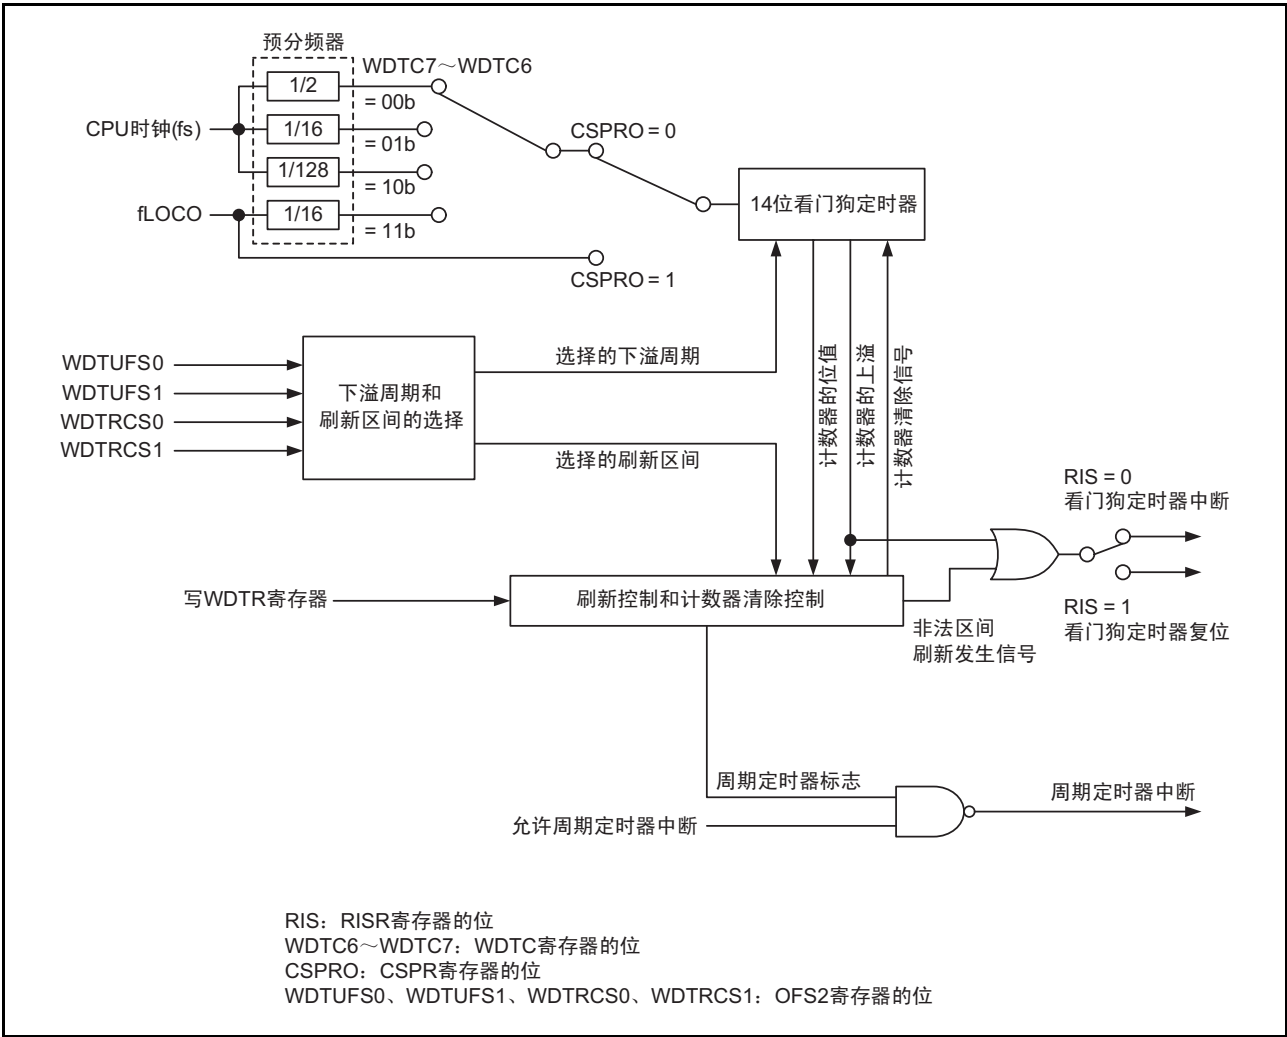 预分频器
WDTC7～WDTC6
1/2
= 00b
CPU时钟(fs)
1/16
= 01b
CSPRO = 0
1/128
= 10b
14位看门狗定时器
fLOCO
1/16
= 11b
CSPRO = 1
WDTUFS0
WDTUFS1
WDTRCS0
WDTRCS1
下溢周期和
刷新区间的选择
选择的下溢周期
选择的刷新区间
计数器的位值
计数器的上溢
计数器清除信号
RIS = 0
看门狗定时器中断
写WDTR寄存器
刷新控制和计数器清除控制
RIS = 1
看门狗定时器复位
非法区间
刷新发生信号
周期定时器标志
周期定时器中断
允许周期定时器中断
RIS：RISR寄存器的位
WDTC6～WDTC7：WDTC寄存器的位
CSPRO：CSPR寄存器的位
WDTUFS0、WDTUFS1、WDTRCS0、WDTRCS1：OFS2寄存器的位